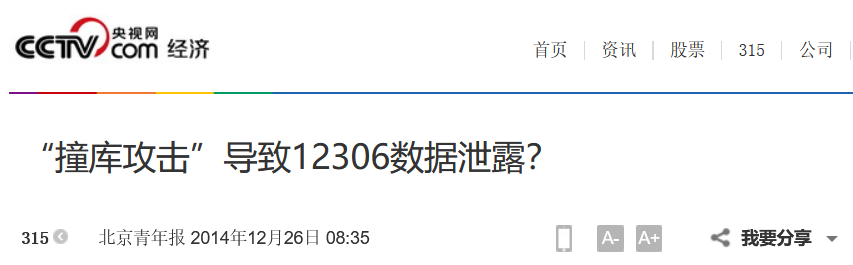 CCTV.com 央视网 经济
首页 资讯 股票 315 公司
“撞库攻击”导致12306数据泄露？
315 北京青年报 2014年12月26日 08:35 A- A+ 我要分享